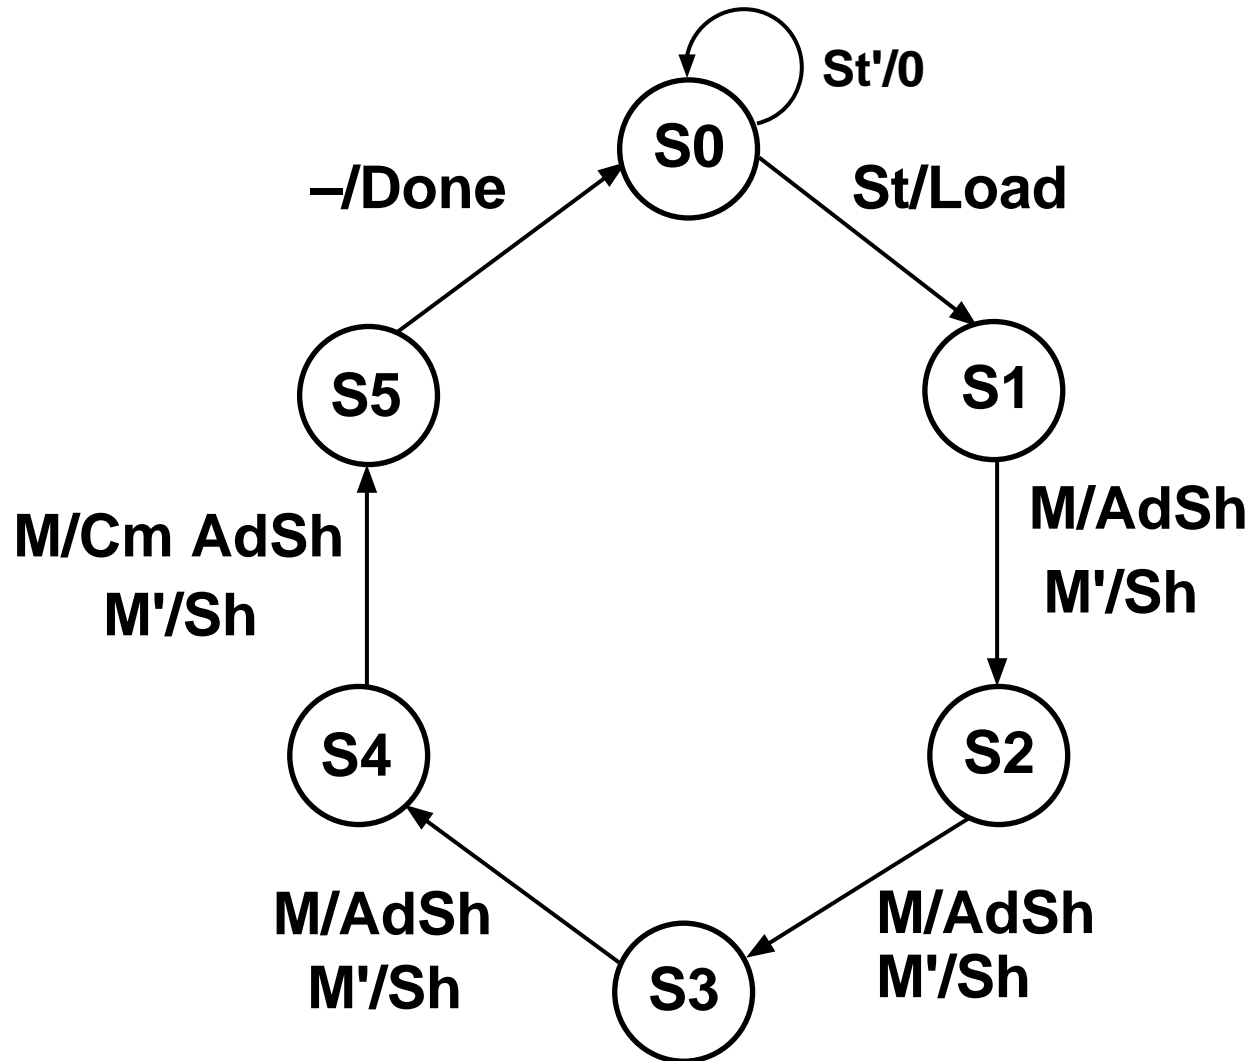 St'/0
S0
–/Done
St/Load
S5
S1
M/Cm AdSh
M'/Sh
M/AdSh
M'/Sh
S4
S2
M/AdSh
M'/Sh
S3
M/AdSh
M'/Sh